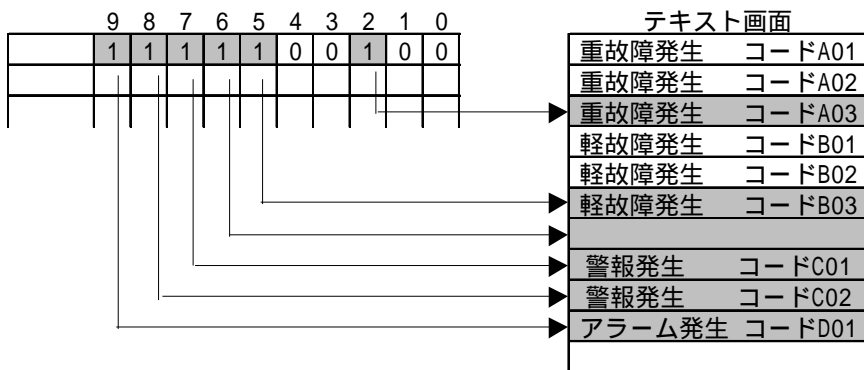 9 8 7 6 5 4 3 2 1 0
1 1 1 1 1 0 0 1 0 0
テキスト画面
重故障発生 コードA01
重故障発生 コードA02
重故障発生 コードA03
軽故障発生 コードB01
軽故障発生 コードB02
軽故障発生 コードB03
警報発生 コードC01
警報発生 コードC02
アラーム発生 コードD01